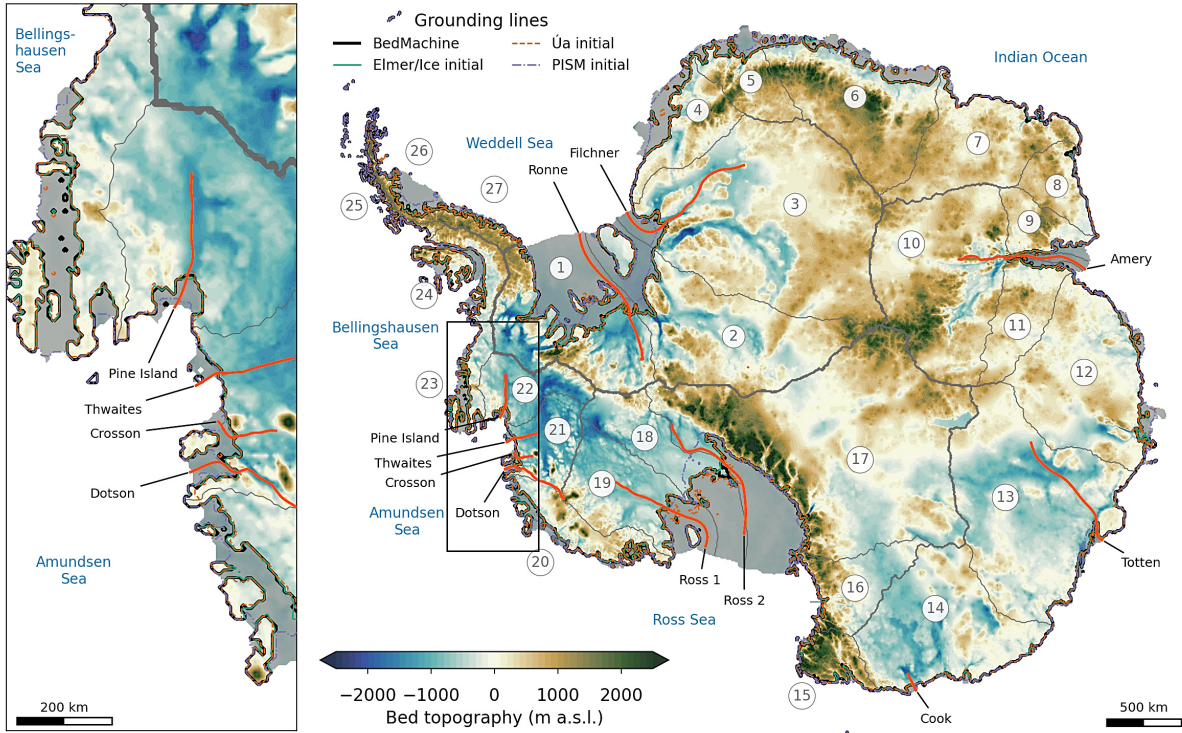 Bellings-
hausen
Sea
Pine Island
Thwaites
Crosson
Dotson
Amundsen
Sea
200 km
Grounding lines
BedMachine
Elmer/Ice initial
Úa initial
PISM initial
Indian Ocean
Weddell Sea
Filchner
Ronne
Bellingshausen
Sea
Pine Island
Thwaites
Crosson
Dotson
Amundsen
Sea
Ross 1
Ross 2
Ross Sea
Amery
Totten
Cook
1
2
3
4
5
6
7
8
9
10
11
12
13
14
15
16
17
18
19
20
21
22
23
24
25
26
27
−2000 −1000 0 1000 2000
Bed topography (m a.s.l.)
500 km